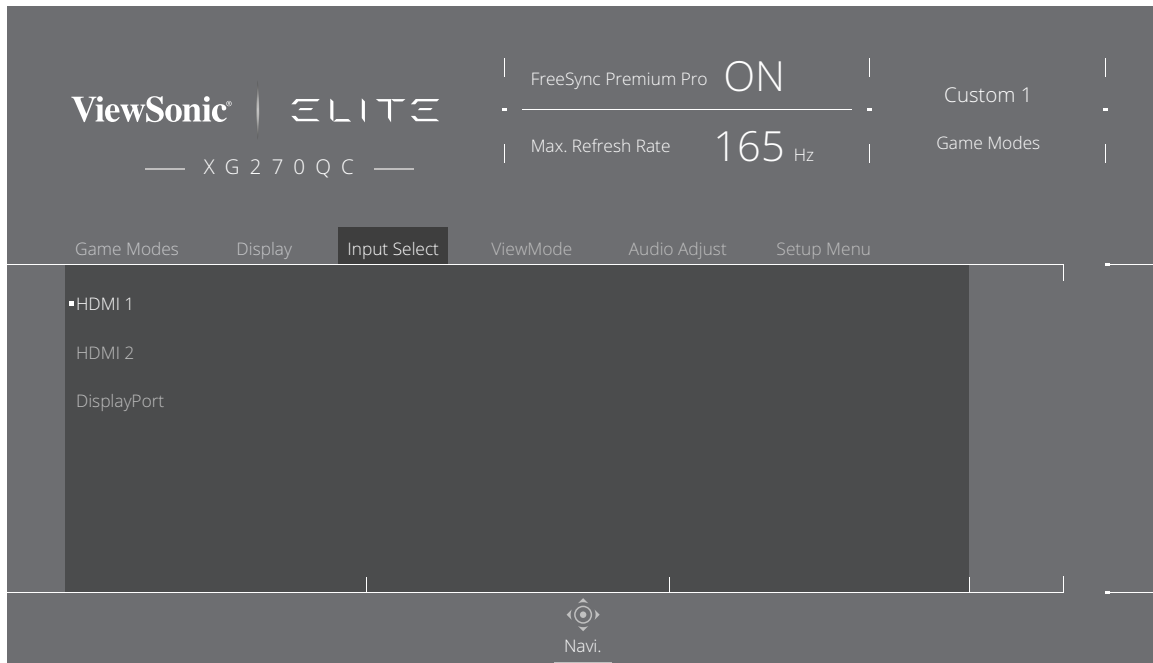 ViewSonic® ELITE
XG270QC
FreeSync Premium Pro ON
Max. Refresh Rate 165 Hz
Custom 1
Game Modes
Game Modes Display Input Select ViewMode Audio Adjust Setup Menu
HDMI 1
HDMI 2
DisplayPort
Navi.